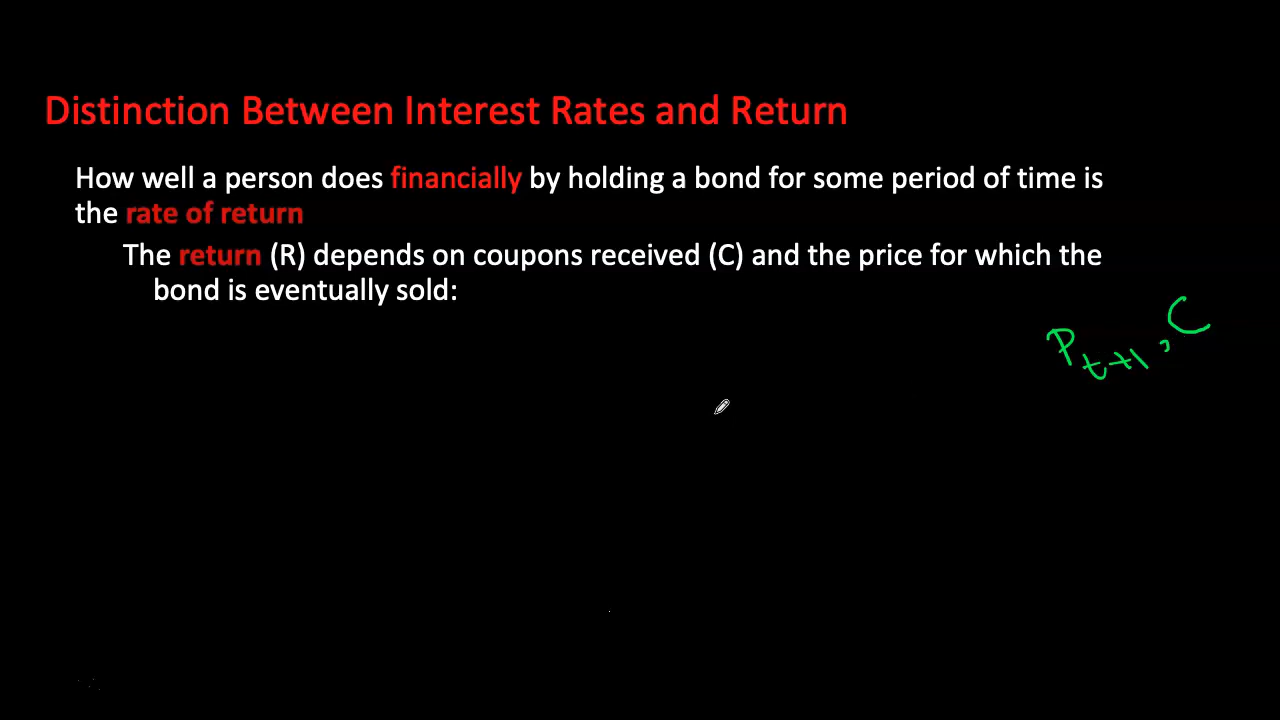 Distinction Between Interest Rates and Return
How well a person does financially by holding a bond for some period of time is
the rate of return
The return (R) depends on coupons received (C) and the price for which the
bond is eventually sold:
P_{t+1}, C